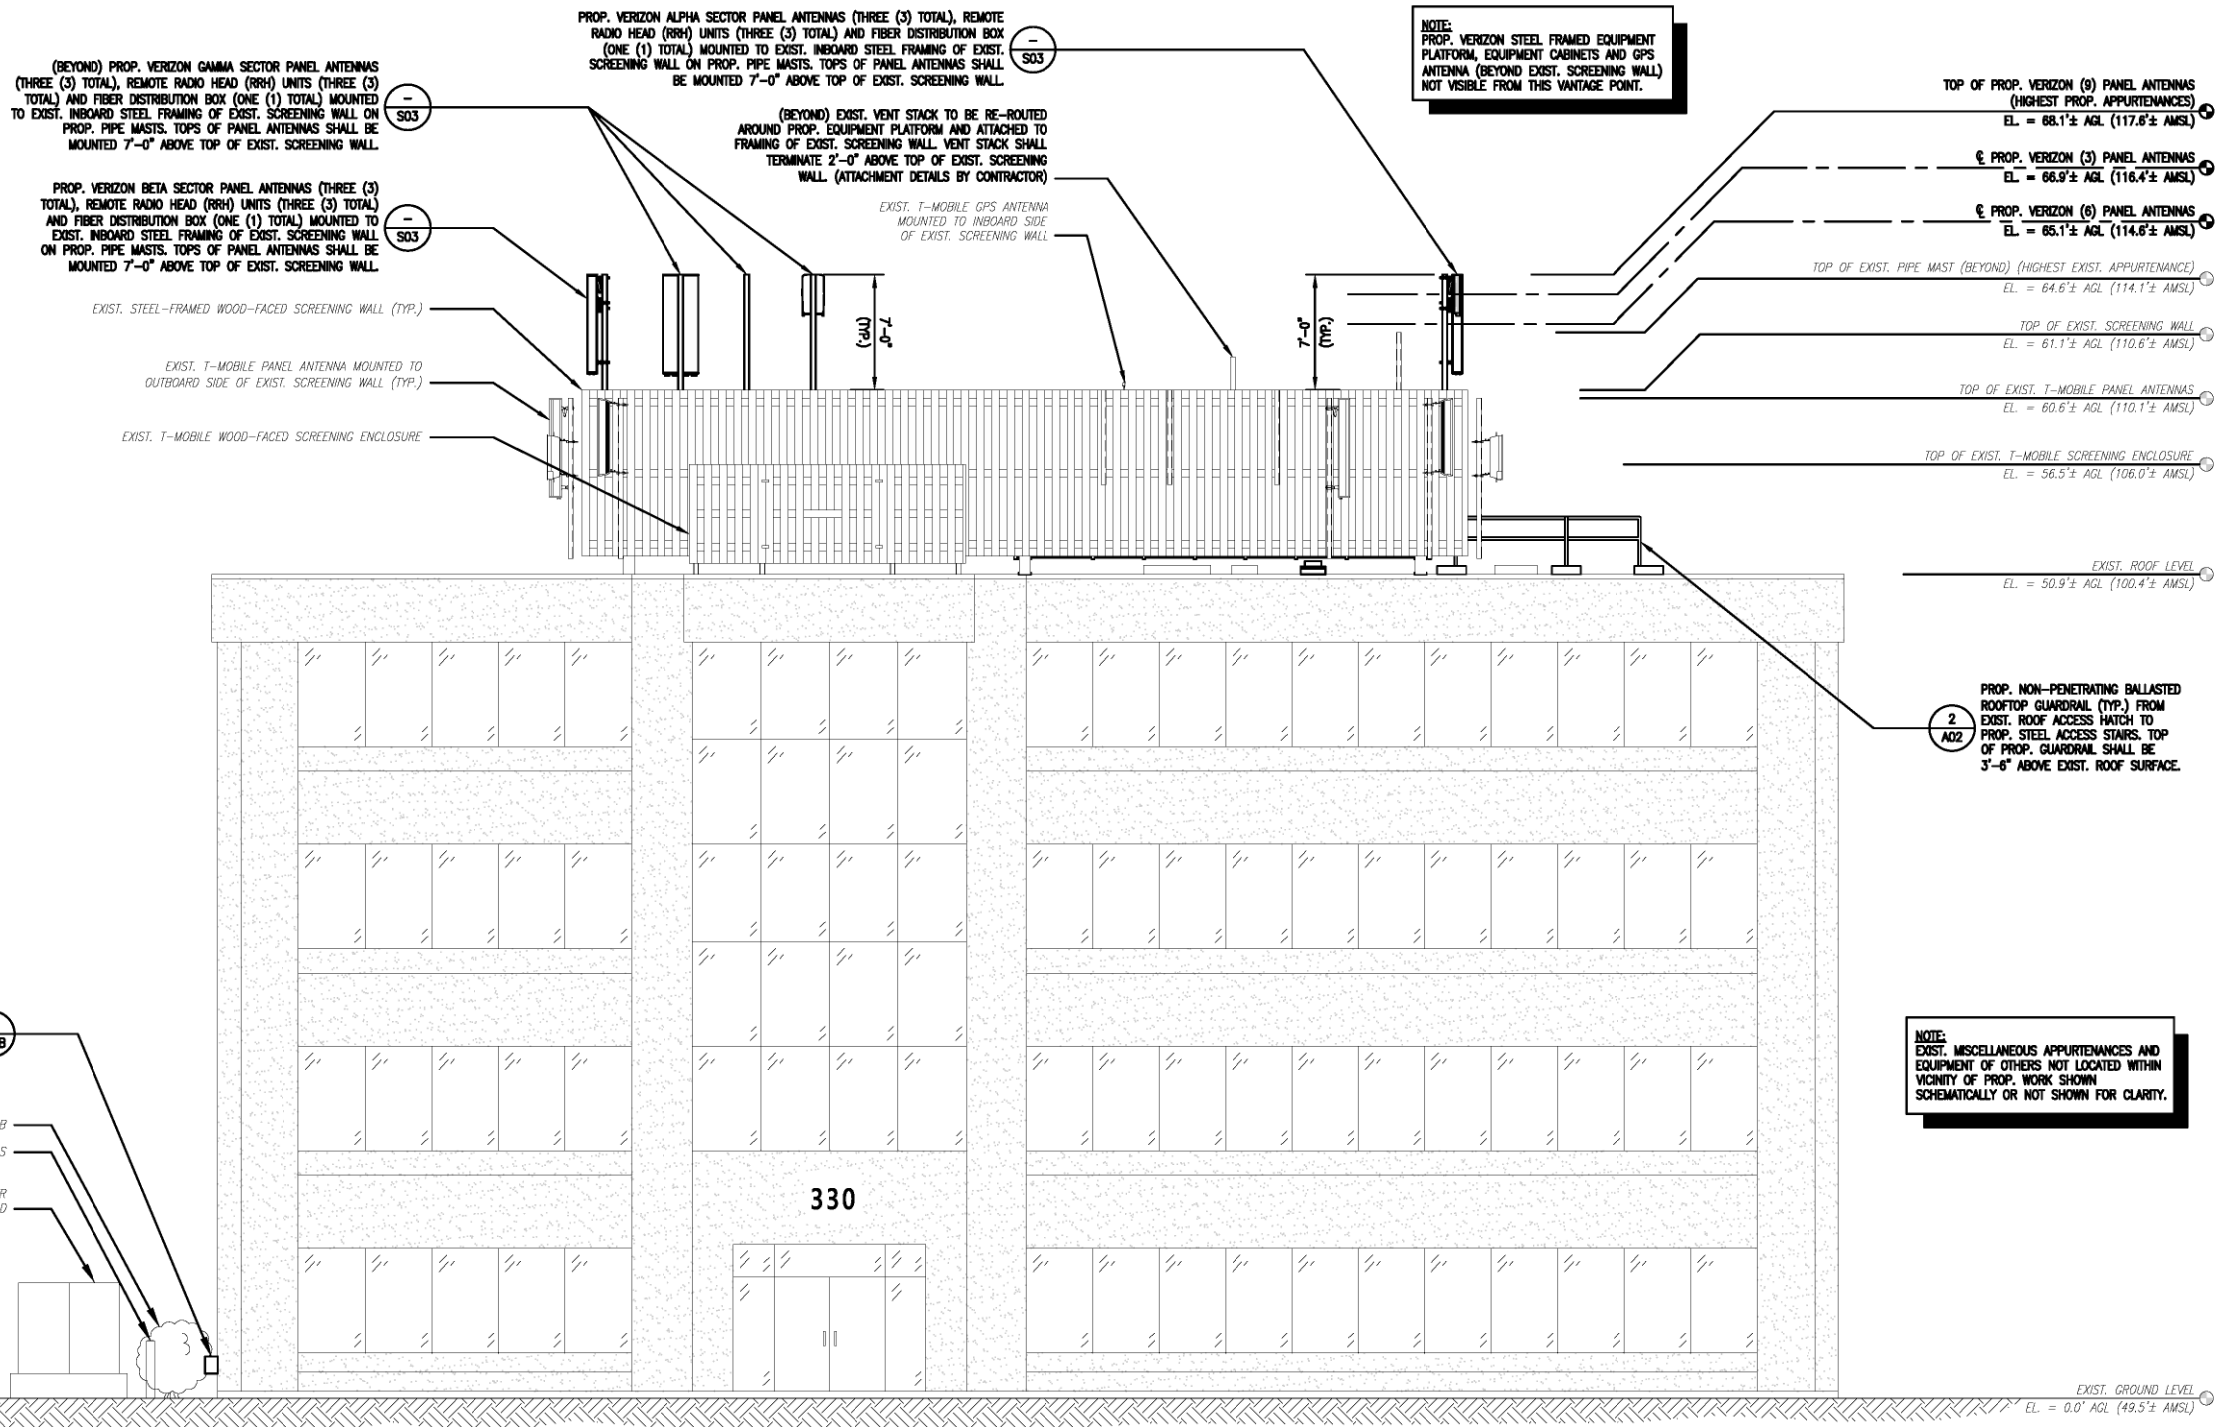 PROP. VERIZON ALPHA SECTOR PANEL ANTENNAS (THREE (3) TOTAL), REMOTE
RADIO HEAD (RRH) UNITS (THREE (3) TOTAL) AND FIBER DISTRIBUTION BOX
(ONE (1) TOTAL) MOUNTED TO EXIST. INBOARD STEEL FRAMING OF EXIST.
SCREENING WALL ON PROP. PIPE MASTS. TOPS OF PANEL ANTENNAS SHALL
BE MOUNTED 7'-0" ABOVE TOP OF EXIST. SCREENING WALL.
-
S03
NOTE:
PROP. VERIZON STEEL FRAMED EQUIPMENT
PLATFORM, EQUIPMENT CABINETS AND GPS
ANTENNA (BEYOND EXIST. SCREENING WALL)
NOT VISIBLE FROM THIS VANTAGE POINT.
(BEYOND) PROP. VERIZON GAMMA SECTOR PANEL ANTENNAS
(THREE (3) TOTAL), REMOTE RADIO HEAD (RRH) UNITS (THREE (3)
TOTAL) AND FIBER DISTRIBUTION BOX (ONE (1) TOTAL) MOUNTED
TO EXIST. INBOARD STEEL FRAMING OF EXIST. SCREENING WALL ON
PROP. PIPE MASTS. TOPS OF PANEL ANTENNAS SHALL BE
MOUNTED 7'-0" ABOVE TOP OF EXIST. SCREENING WALL.
-
S03
(BEYOND) EXIST. VENT STACK TO BE RE-ROUTED
AROUND PROP. EQUIPMENT PLATFORM AND ATTACHED TO
FRAMING OF EXIST. SCREENING WALL. VENT STACK SHALL
TERMINATE 2'-0" ABOVE TOP OF EXIST. SCREENING
WALL. (ATTACHMENT DETAILS BY CONTRACTOR)
PROP. VERIZON BETA SECTOR PANEL ANTENNAS (THREE (3)
TOTAL), REMOTE RADIO HEAD (RRH) UNITS (THREE (3) TOTAL)
AND FIBER DISTRIBUTION BOX (ONE (1) TOTAL) MOUNTED TO
EXIST. INBOARD STEEL FRAMING OF EXIST. SCREENING WALL
ON PROP. PIPE MASTS. TOPS OF PANEL ANTENNAS SHALL BE
MOUNTED 7'-0" ABOVE TOP OF EXIST. SCREENING WALL.
-
S03
EXIST. T-MOBILE GPS ANTENNA
MOUNTED TO INBOARD SIDE
OF EXIST. SCREENING WALL
EXIST. STEEL-FRAMED WOOD-FACED SCREENING WALL (TYP.)
EXIST. T-MOBILE PANEL ANTENNA MOUNTED TO
OUTBOARD SIDE OF EXIST. SCREENING WALL (TYP.)
EXIST. T-MOBILE WOOD-FACED SCREENING ENCLOSURE
7'-0"
(TYP.)
7'-0"
(TYP.)
TOP OF PROP. VERIZON (9) PANEL ANTENNAS
(HIGHEST PROP. APPURTENANCES)
EL. = 68.1'± AGL (117.6'± AMSL)
℄ PROP. VERIZON (3) PANEL ANTENNAS
EL. = 66.9'± AGL (116.4'± AMSL)
℄ PROP. VERIZON (6) PANEL ANTENNAS
EL. = 65.1'± AGL (114.6'± AMSL)
TOP OF EXIST. PIPE MAST (BEYOND) (HIGHEST EXIST. APPURTENANCE)
EL. = 64.6'± AGL (114.1'± AMSL)
TOP OF EXIST. SCREENING WALL
EL. = 61.1'± AGL (110.6'± AMSL)
TOP OF EXIST. T-MOBILE PANEL ANTENNAS
EL. = 60.6'± AGL (110.1'± AMSL)
TOP OF EXIST. T-MOBILE SCREENING ENCLOSURE
EL. = 56.5'± AGL (106.0'± AMSL)
EXIST. ROOF LEVEL
EL. = 50.9'± AGL (100.4'± AMSL)
2
A02
PROP. NON-PENETRATING BALLASTED
ROOFTOP GUARDRAIL (TYP.) FROM
EXIST. ROOF ACCESS HATCH TO
PROP. STEEL ACCESS STAIRS. TOP
OF PROP. GUARDRAIL SHALL BE
3'-6" ABOVE EXIST. ROOF SURFACE.
NOTE:
EXIST. MISCELLANEOUS APPURTENANCES AND
EQUIPMENT OF OTHERS NOT LOCATED WITHIN
VICINITY OF PROP. WORK SHOWN
SCHEMATICALLY OR NOT SHOWN FOR CLARITY.
B
B
S
R
D
330
EXIST. GROUND LEVEL
EL. = 0.0' AGL (49.5'± AMSL)